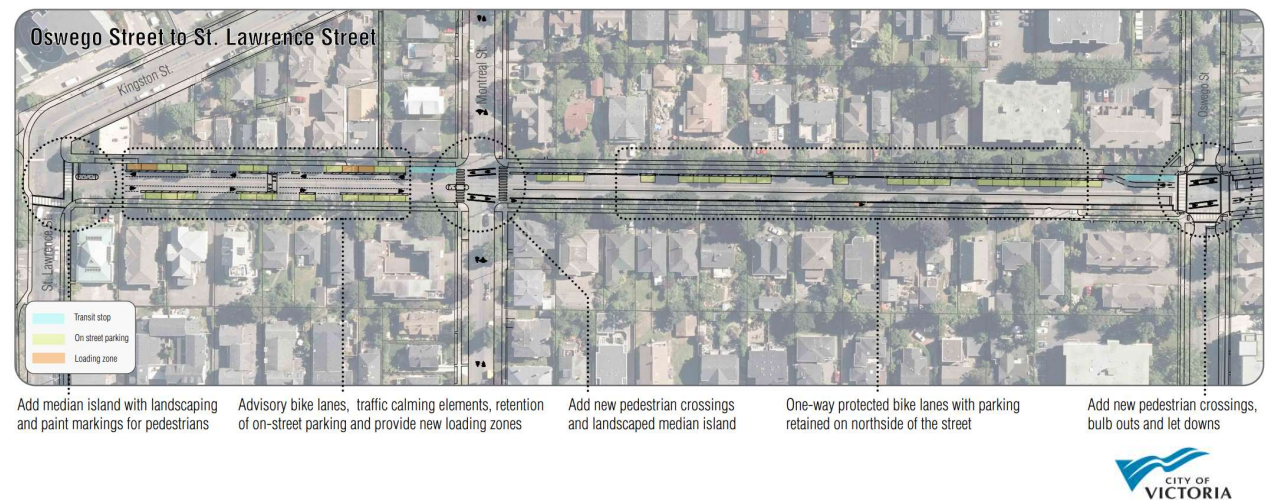 Oswego Street to St. Lawrence Street
Kingston St.
Montreal St.
Oswego St
St. Lawrence St
Transit stop
On street parking
Loading zone
Add median island with landscaping
and paint markings for pedestrians
Advisory bike lanes, traffic calming elements, retention
of on-street parking and provide new loading zones
Add new pedestrian crossings
and landscaped median island
One-way protected bike lanes with parking
retained on northside of the street
Add new pedestrian crossings,
bulb outs and let downs
CITY OF
VICTORIA